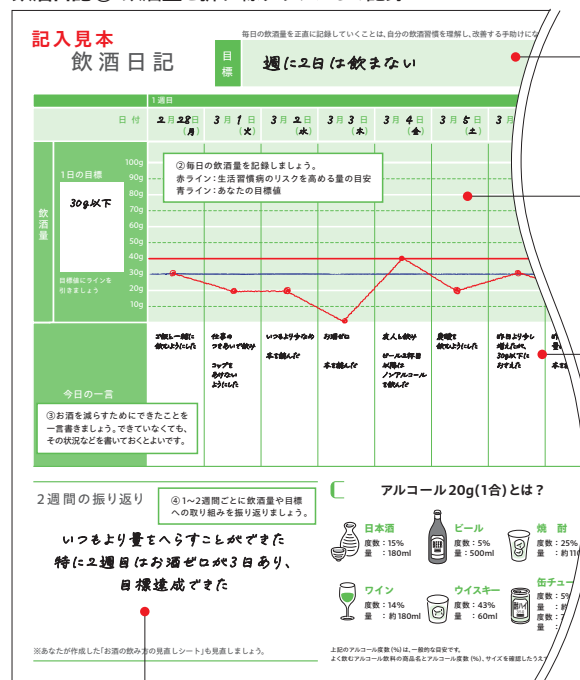 記入見本
飲酒日記
毎日の飲酒量を正直に記録していくことは、自分の飲酒習慣を理解し、改善する手助けにな
目標
週に2日は飲まない
1週目
日付
2月28日(月)
3月1日(火)
3月2日(水)
3月3日(木)
3月4日(金)
3月5日(土)
3月
飲酒量
1日の目標
30g以下
目標値にラインを
引きましょう
100g
90g
80g
70g
60g
50g
40g
30g
20g
10g
②毎日の飲酒量を記録しましょう。
赤ライン:生活習慣病のリスクを高める量の目安
青ライン:あなたの目標値
今日の一言
③お酒を減らすためにできたことを
一言書きましょう。できていなくても、
その状況などを書いておくとよいです。
ご飯と一緒に
飲むようにした
仕事の
つきあいで飲み
コップを
あけない
ようにした
いつもより少なめ
本を読んだ
お酒ゼロ
本を読んだ
友人と飲み
ビール2杯目
以降は
ノンアルコール
を飲んだ
炭酸を
飲むようにした
昨日より少し
増えたが、
30g以下に
おさえた
2週間の振り返り
④1〜2週間ごとに飲酒量や目標
への取り組みを振り返りましょう。
いつもより量をへらすことができた
特に2週目はお酒ゼロが3日あり、
目標達成できた
※あなたが作成した「お酒の飲み方の見直しシート」も見直しましょう。
アルコール20g(1合)とは?
日本酒
度数:15%
量:180ml
ビール
度数:5%
量:500ml
焼酎
度数:25%
量:約11
ワイン
度数:14%
量:約180ml
ウイスキー
度数:43%
量:60ml
缶チュー
度数:5%
上記のアルコール度数(%)は、一般的な目安です。
よく飲むアルコール飲料の商品名とアルコール度数(%)、サイズを確認したうえ